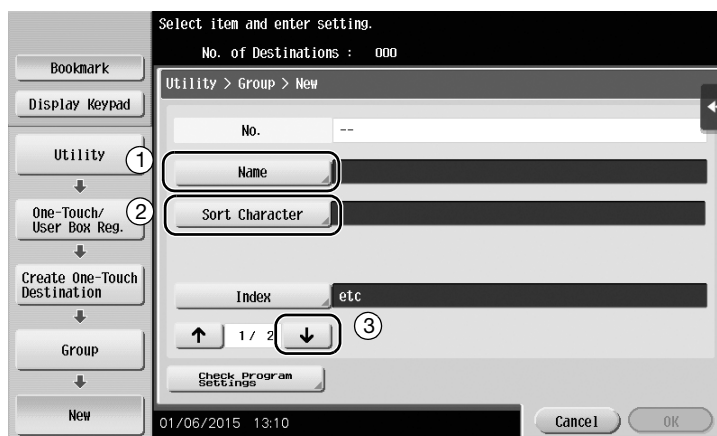 Select item and enter setting.
No. of Destinations : 000
Bookmark
Display Keypad
Utility
One-Touch/
User Box Reg.
Create One-Touch
Destination
Group
New
Utility > Group > New
No. --
1
Name
2
Sort Character
Index etc
↑ 1/ 2 ↓
3
Check Program
Settings
01/06/2015 13:10
Cancel
OK